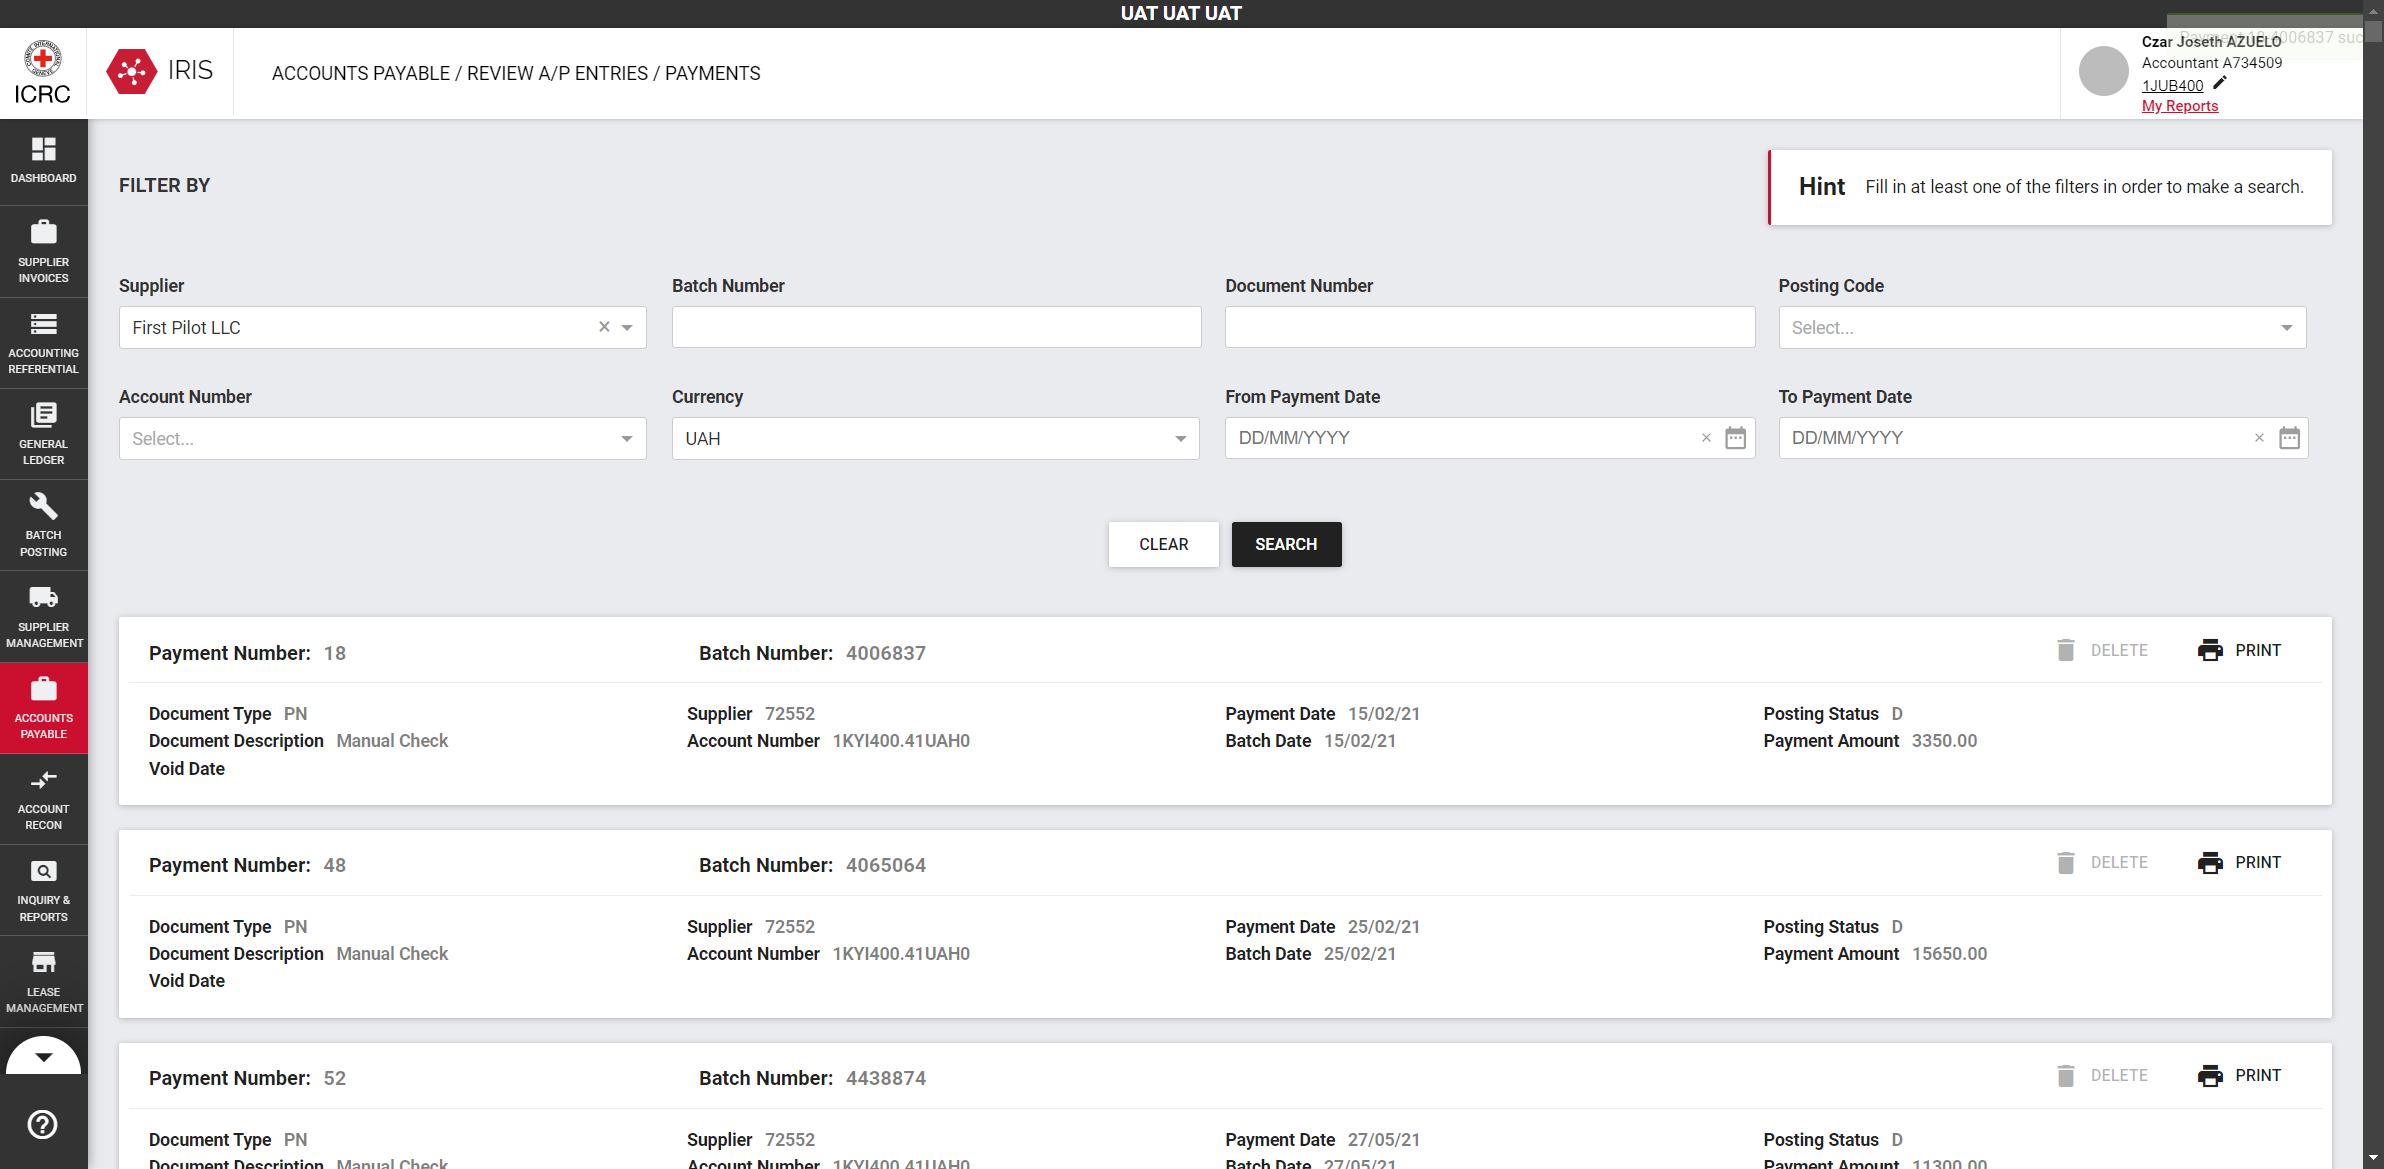 UAT UAT UAT
ICRC
IRIS
ACCOUNTS PAYABLE / REVIEW A/P ENTRIES / PAYMENTS
Payment 18-4006837 suc
Czar Joseth AZUELO
Accountant A734509
1JUB400
My Reports
DASHBOARD
SUPPLIER
INVOICES
ACCOUNTING
REFERENTIAL
GENERAL
LEDGER
BATCH
POSTING
SUPPLIER
MANAGEMENT
ACCOUNTS
PAYABLE
ACCOUNT
RECON
INQUIRY &
REPORTS
LEASE
MANAGEMENT
FILTER BY
Hint Fill in at least one of the filters in order to make a search.
Supplier Batch Number Document Number Posting Code
First Pilot LLC Select...
Account Number Currency From Payment Date To Payment Date
Select... UAH DD/MM/YYYY DD/MM/YYYY
CLEAR SEARCH
Payment Number: 18 Batch Number: 4006837 DELETE PRINT
Document Type PN Supplier 72552 Payment Date 15/02/21 Posting Status D
Document Description Manual Check Account Number 1KYI400.41UAH0 Batch Date 15/02/21 Payment Amount 3350.00
Void Date
Payment Number: 48 Batch Number: 4065064 DELETE PRINT
Document Type PN Supplier 72552 Payment Date 25/02/21 Posting Status D
Document Description Manual Check Account Number 1KYI400.41UAH0 Batch Date 25/02/21 Payment Amount 15650.00
Void Date
Payment Number: 52 Batch Number: 4438874 DELETE PRINT
Document Type PN Supplier 72552 Payment Date 27/05/21 Posting Status D
Document Description Manual Check Account Number 1KYI400.41UAH0 Batch Date 27/05/21 Payment Amount 11300.00